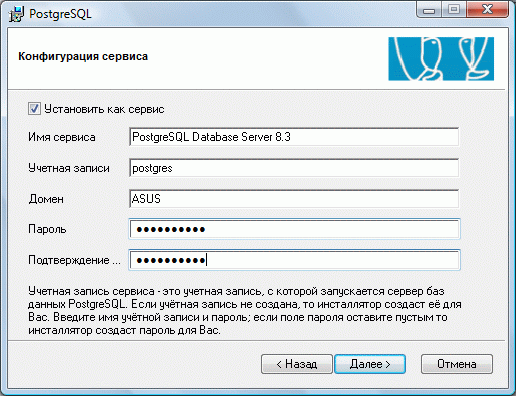 PostgreSQL
Конфигурация сервиса
Установить как сервис
Имя сервиса PostgreSQL Database Server 8.3
Учетная записи postgres
Домен ASUS
Пароль ●●●●●●●●●●
Подтверждение ... ●●●●●●●●●●
Учетная запись сервиса - это учетная запись, с которой запускается сервер баз
данных PostgreSQL. Если учётная запись не создана, то инсталлятор создаст её для
Вас. Введите имя учётной записи и пароль; если поле пароля оставите пустым то
инсталлятор создаст пароль для Вас.
< Назад Далее > Отмена